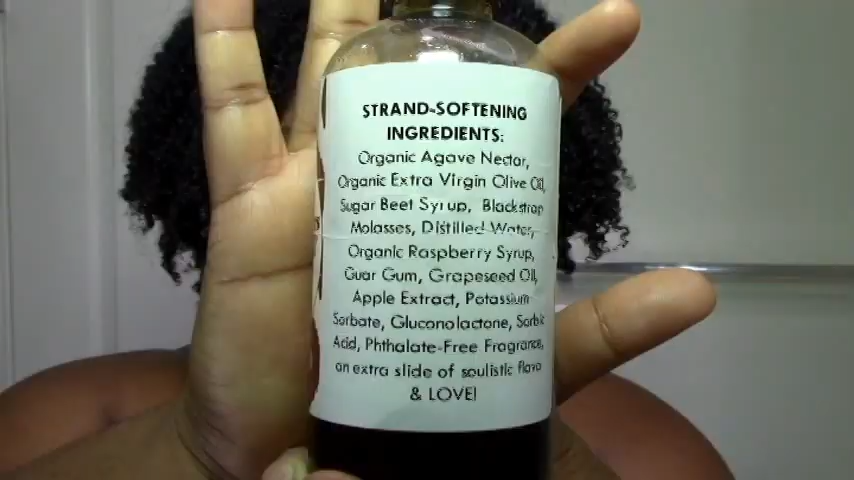 STRAND-SOFTENING
INGREDIENTS:
Organic Agave Nectar,
Organic Extra Virgin Olive Oil,
Sugar Beet Syrup, Blackstrap
Molasses, Distilled Water,
Organic Raspberry Syrup,
Guar Gum, Grapeseed Oil,
Apple Extract, Potassium
Sorbate, Gluconolactone, Sorbic
Acid, Phthalate-Free Fragrance,
an extra slide of soulistic flava
& LOVE!